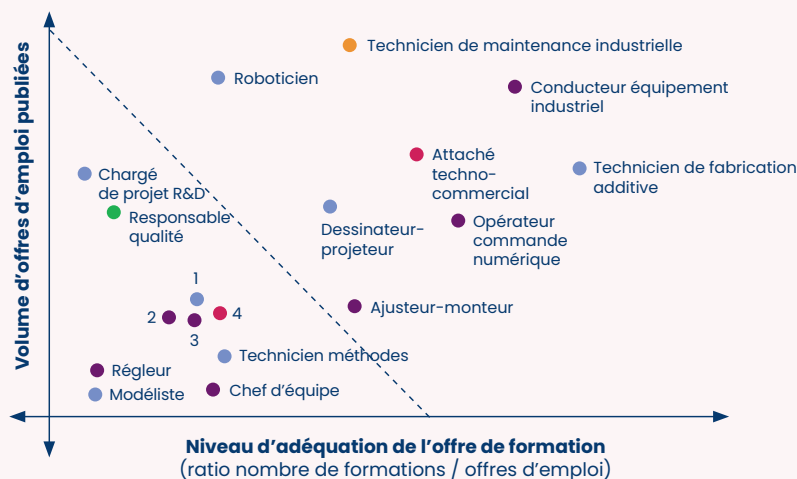 Volume d’offres d’emploi publiées
Technicien de maintenance industrielle
Roboticien
Conducteur équipement
industriel
Attaché
techno-
commercial
Technicien de fabrication
additive
Chargé
de projet R&D
Responsable
qualité
Dessinateur-
projeteur
Opérateur
commande
numérique
1
2
4
3
Ajusteur-monteur
Technicien méthodes
Régleur
Modéliste
Chef d’équipe
Niveau d’adéquation de l’offre de formation
(ratio nombre de formations / offres d’emploi)